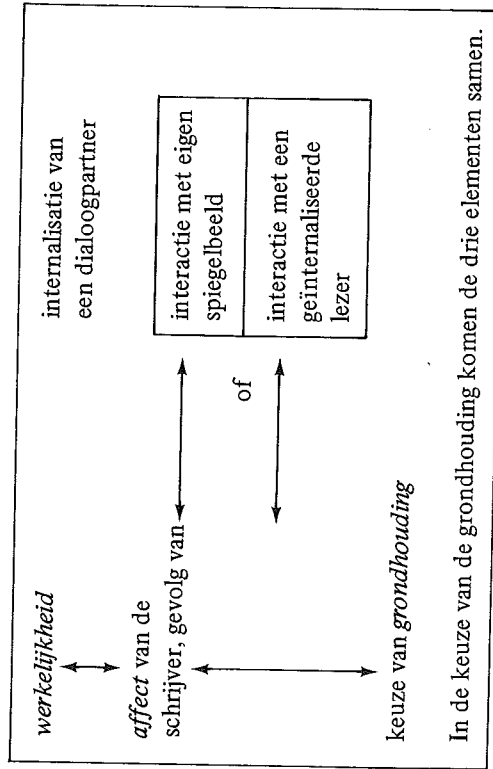 werkelijkheid
affect van de
schrijver, gevolg van
keuze van grondhouding
of
internalisatie van
een dialoogpartner
interactie met eigen
spiegelbeeld
interactie met een
geïnternaliseerde
lezer
In de keuze van de grondhouding komen de drie elementen samen.